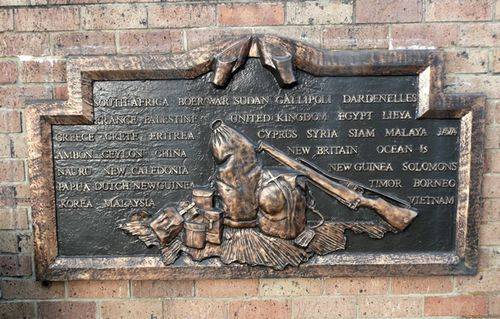 SOUTH AFRICA BOER WAR SUDAN GALLIPOLI DARDENELLES
FRANCE PALESTINE UNITED KINGDOM EGYPT LIBYA
GREECE CRETE ERITREA CYPRUS SYRIA SIAM MALAYA JAVA
AMBON CEYLON CHINA NEW BRITAIN OCEAN IS
NAURU NEW CALEDONIA NEW GUINEA SOLOMONS
PAPUA DUTCH NEW GUINEA TIMOR BORNEO
KOREA MALAYSIA VIETNAM